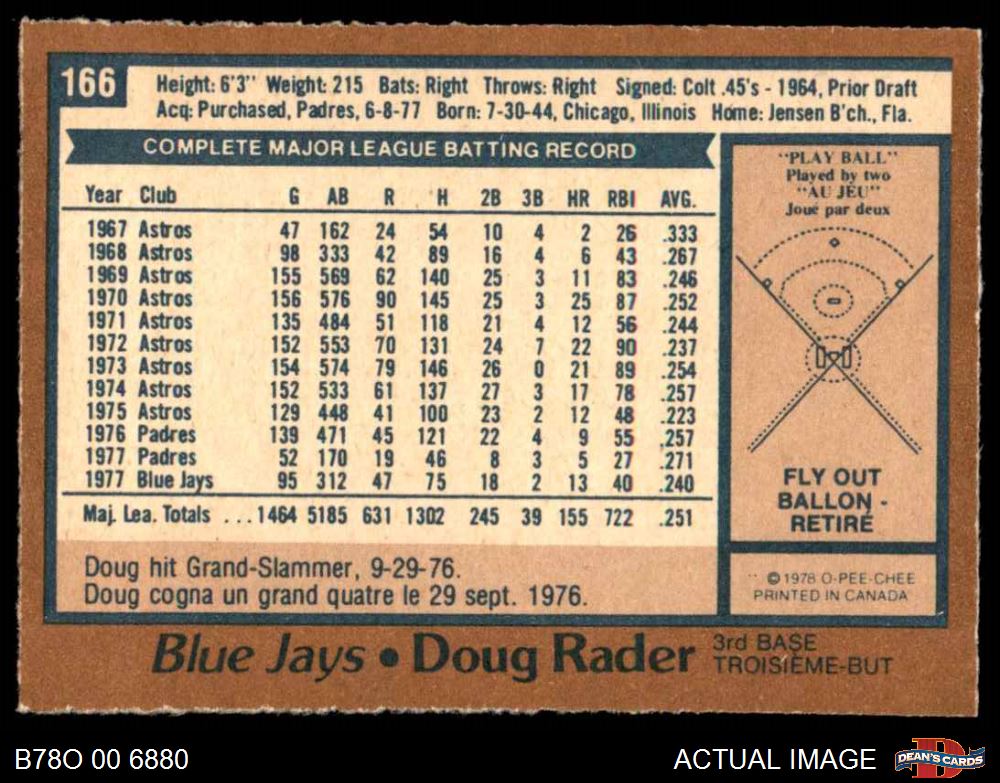 166
Height: 6'3" Weight: 215 Bats: Right Throws: Right Signed: Colt .45's - 1964, Prior Draft
Acq: Purchased, Padres, 6-8-77 Born: 7-30-44, Chicago, Illinois Home: Jensen B'ch., Fla.
COMPLETE MAJOR LEAGUE BATTING RECORD
Year Club G AB R H 2B 3B HR RBI AVG.
1967 Astros 47 162 24 54 10 4 2 26 .333
1968 Astros 98 333 42 89 16 4 6 43 .267
1969 Astros 155 569 62 140 25 3 11 83 .246
1970 Astros 156 576 90 145 25 3 25 87 .252
1971 Astros 135 484 51 118 21 4 12 56 .244
1972 Astros 152 553 70 131 24 7 22 90 .237
1973 Astros 154 574 79 146 26 0 21 89 .254
1974 Astros 152 533 61 137 27 3 17 78 .257
1975 Astros 129 448 41 100 23 2 12 48 .223
1976 Padres 139 471 45 121 22 4 9 55 .257
1977 Padres 52 170 19 46 8 3 5 27 .271
1977 Blue Jays 95 312 47 75 18 2 13 40 .240
Maj. Lea. Totals ...1464 5185 631 1302 245 39 155 722 .251
Doug hit Grand-Slammer, 9-29-76.
Doug cogna un grand quatre le 29 sept. 1976.
"PLAY BALL"
Played by two
"AU JEU"
Joué par deux
FLY OUT
BALLON -
RETIRÉ
© 1978 O-PEE-CHEE
PRINTED IN CANADA
Blue Jays • Doug Rader 3rd BASE
TROISIÈME-BUT
B78O 00 6880
ACTUAL IMAGE
D
DEAN'S CARDS